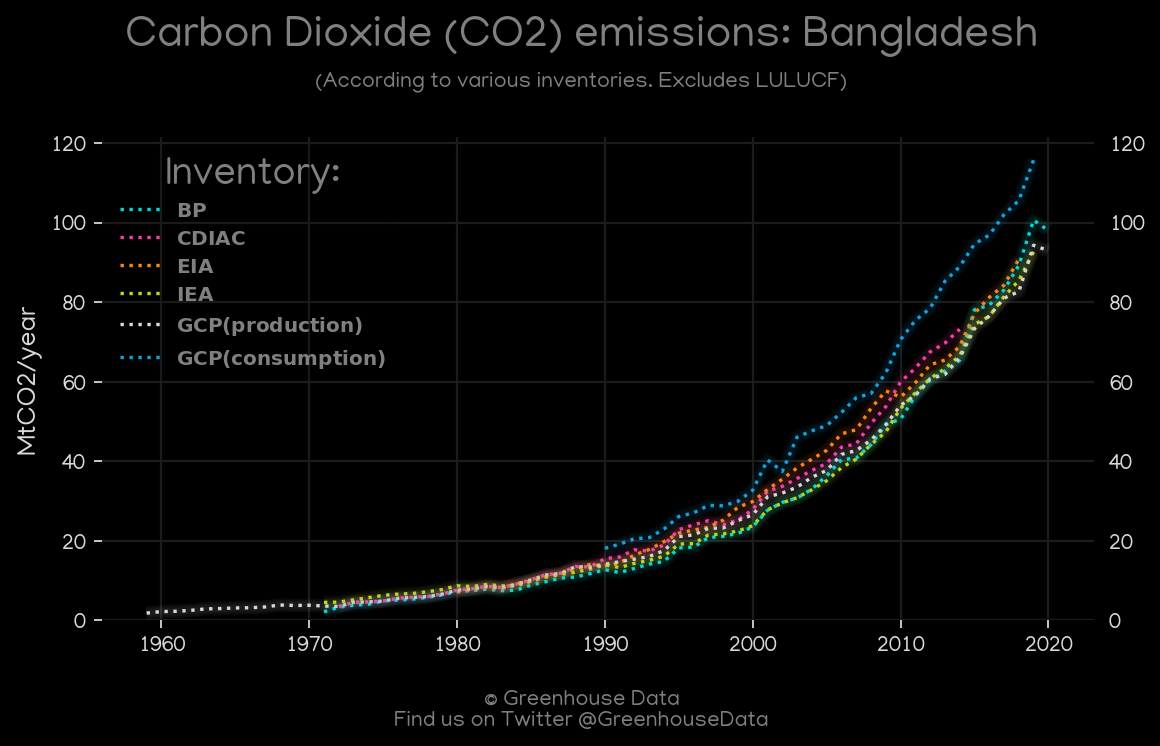 Carbon Dioxide (CO2) emissions: Bangladesh
(According to various inventories. Excludes LULUCF)
120
100
80
60
40
20
0
MtCO2/year
Inventory:
BP
CDIAC
EIA
IEA
GCP(production)
GCP(consumption)
120
100
80
60
40
20
0
1960 1970 1980 1990 2000 2010 2020
© Greenhouse Data
Find us on Twitter @GreenhouseData